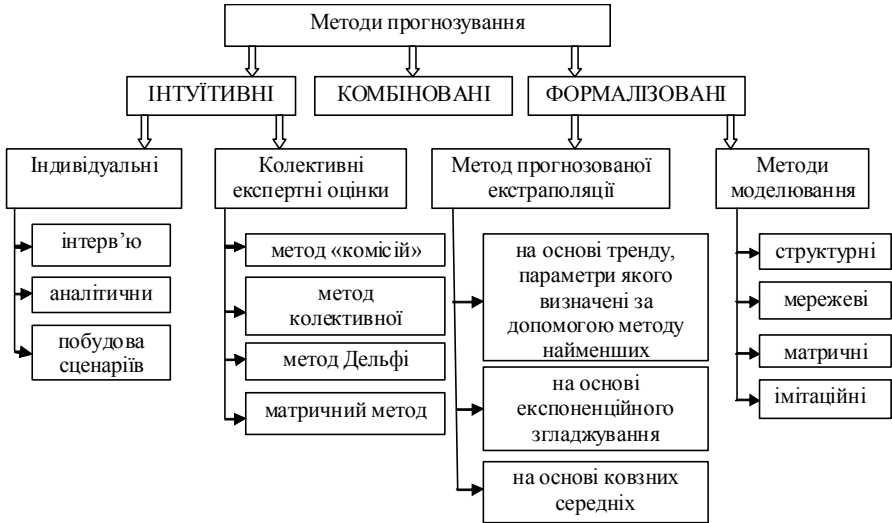 Методи прогнозування
ІНТУЇТИВНІ
КОМБІНОВАНІ
ФОРМАЛІЗОВАНІ
Індивідуальні
Колективні
експертні оцінки
Метод прогнозованої
екстраполяції
Методи
моделювання
інтерв’ю
аналітични
побудова
сценаріїв
метод «комісій»
метод
колективної
метод Дельфі
матричний метод
на основі тренду,
параметри якого
визначені за
допомогою методу
найменших
на основі
експоненційного
згладжування
на основі ковзних
середніх
структурні
мережеві
матричні
імітаційні